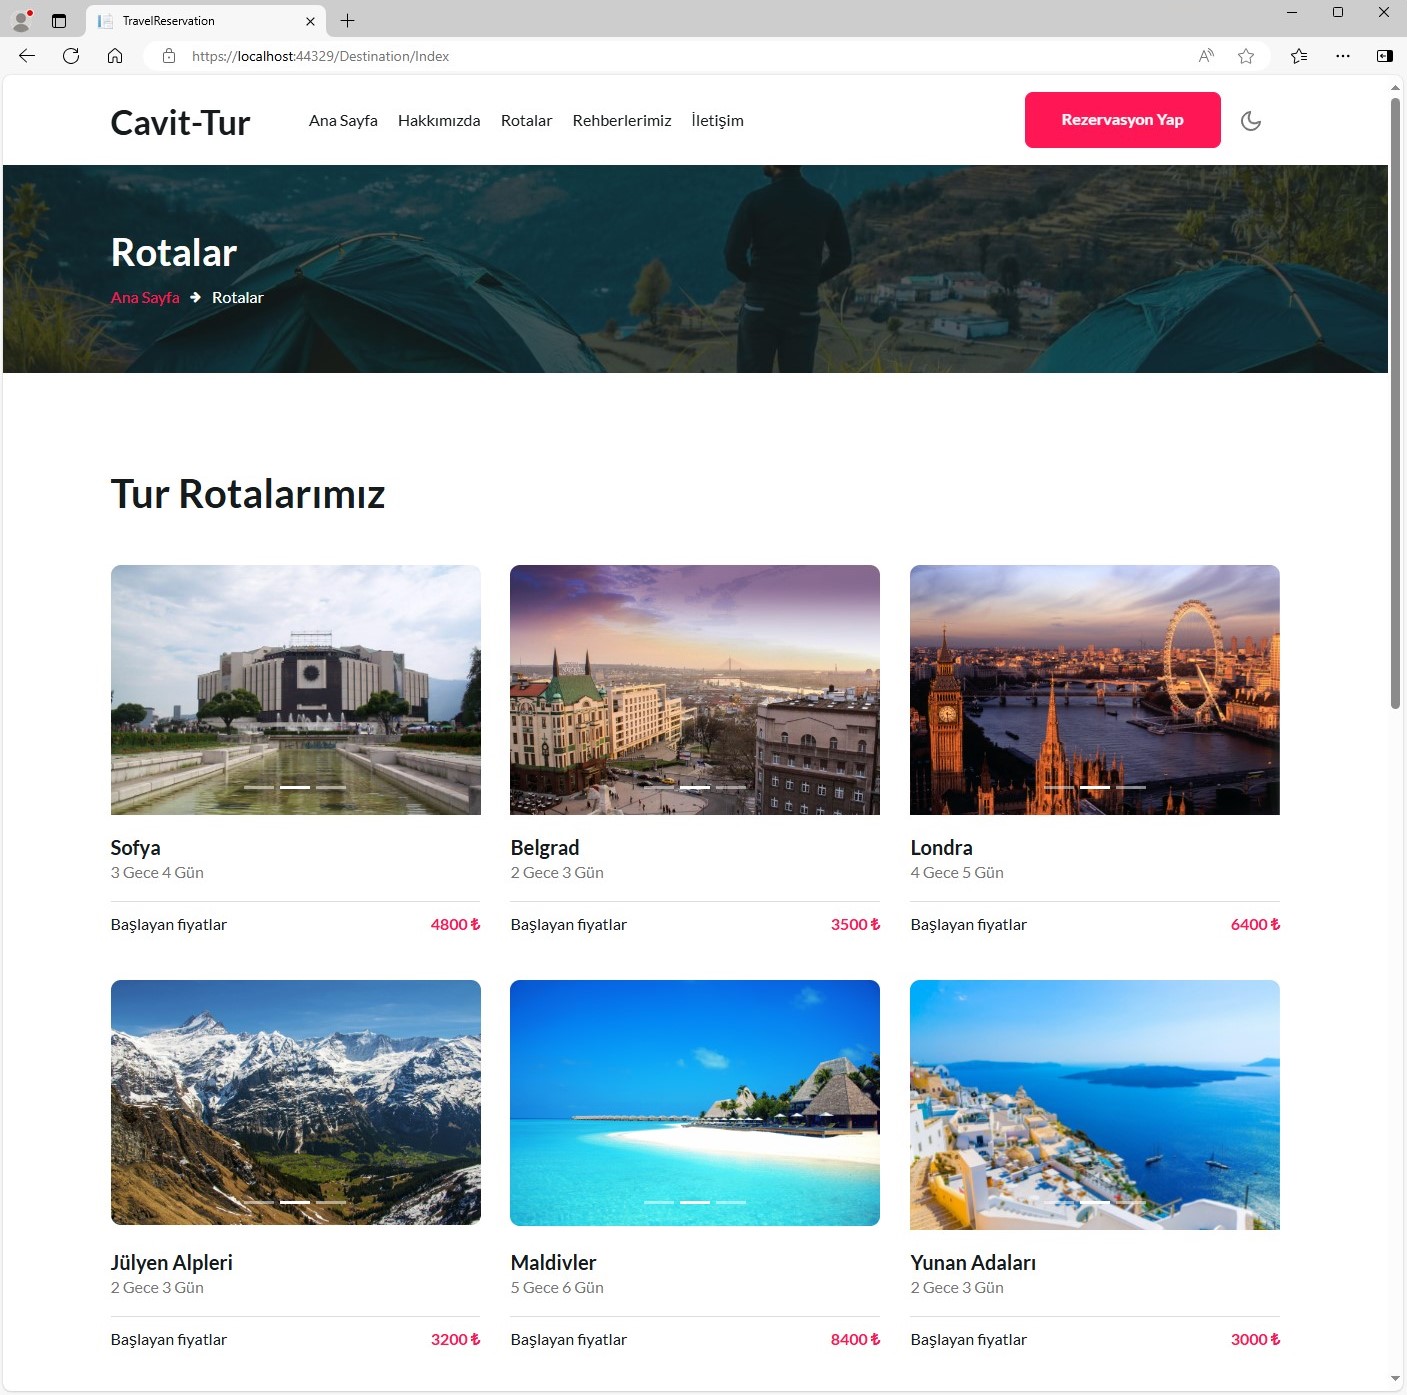 TravelReservation
https://localhost:44329/Destination/Index
Cavit-Tur
Ana Sayfa Hakkımızda Rotalar Rehberlerimiz İletişim
Rezervasyon Yap
Rotalar
Ana Sayfa → Rotalar
Tur Rotalarımız
Sofya
3 Gece 4 Gün
Başlayan fiyatlar 4800 ₺
Belgrad
2 Gece 3 Gün
Başlayan fiyatlar 3500 ₺
Londra
4 Gece 5 Gün
Başlayan fiyatlar 6400 ₺
Jülyen Alpleri
2 Gece 3 Gün
Başlayan fiyatlar 3200 ₺
Maldivler
5 Gece 6 Gün
Başlayan fiyatlar 8400 ₺
Yunan Adaları
2 Gece 3 Gün
Başlayan fiyatlar 3000 ₺